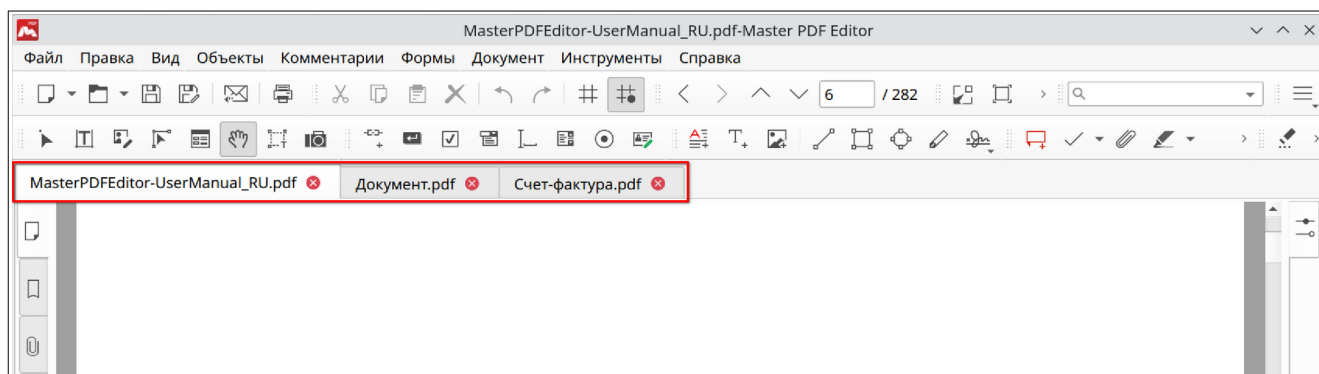 MasterPDFEditor-UserManual_RU.pdf-Master PDF Editor
Файл Правка Вид Объекты Комментарии Формы Документ Инструменты Справка
6 / 282
MasterPDFEditor-UserManual_RU.pdf Документ.pdf Счет-фактура.pdf